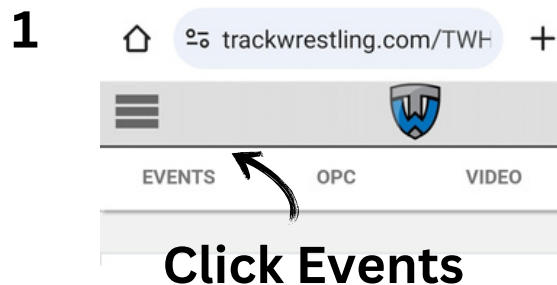 1
trackwrestling.com/TWH
EVENTS OPC VIDEO
Click Events